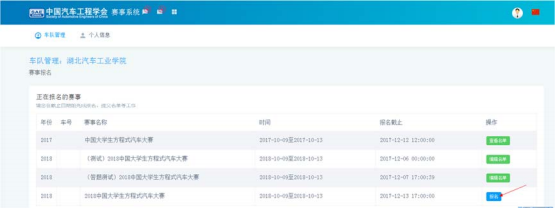 中国汽车工程学会 赛事系统
Society of Automotive Engineers of China
车队管理 个人信息
车队管理：湖北汽车工业学院
赛事报名
正在报名的赛事
年份 车号 赛事名称 时间 报名截止 操作
2017 中国大学生方程式汽车大赛 2017-10-09至2017-10-13 2017-12-12 12:00:00
2018 （测试）2018中国大学生方程式汽车大赛 2018-10-09至2018-10-13 2017-12-06 00:00:00
2018 （答题测试）2018中国大学生方程式汽车大赛 2018-10-09至2018-10-13 2017-12-07 17:00:39
2018 2018中国大学生方程式汽车大赛 2018-10-09至2018-10-13 2017-12-13 17:00:00 报名